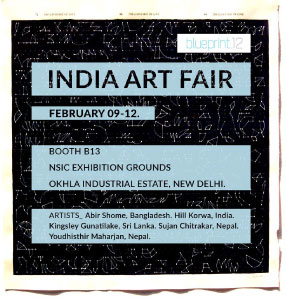 blueprint.12
INDIA ART FAIR
FEBRUARY 09-12.
BOOTH B13
NSIC EXHIBITION GROUNDS
OKHLA INDUSTRIAL ESTATE, NEW DELHI.
ARTISTS_ Abir Shome, Bangladesh. Hill Korwa, India.
Kingsley Gunatilake, Sri Lanka. Sujan Chitrakar, Nepal.
Youdhisthir Maharjan, Nepal.